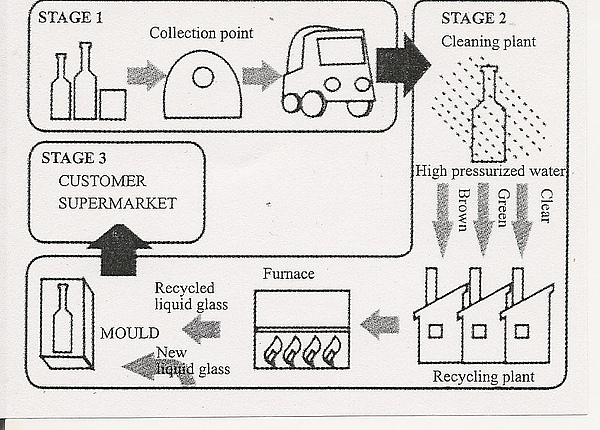 STAGE 1
Collection point
STAGE 2
Cleaning plant
High pressurized water
Brown
Green
Clear
Recycling plant
Furnace
Recycled
liquid glass
New
liquid glass
MOULD
STAGE 3
CUSTOMER
SUPERMARKET